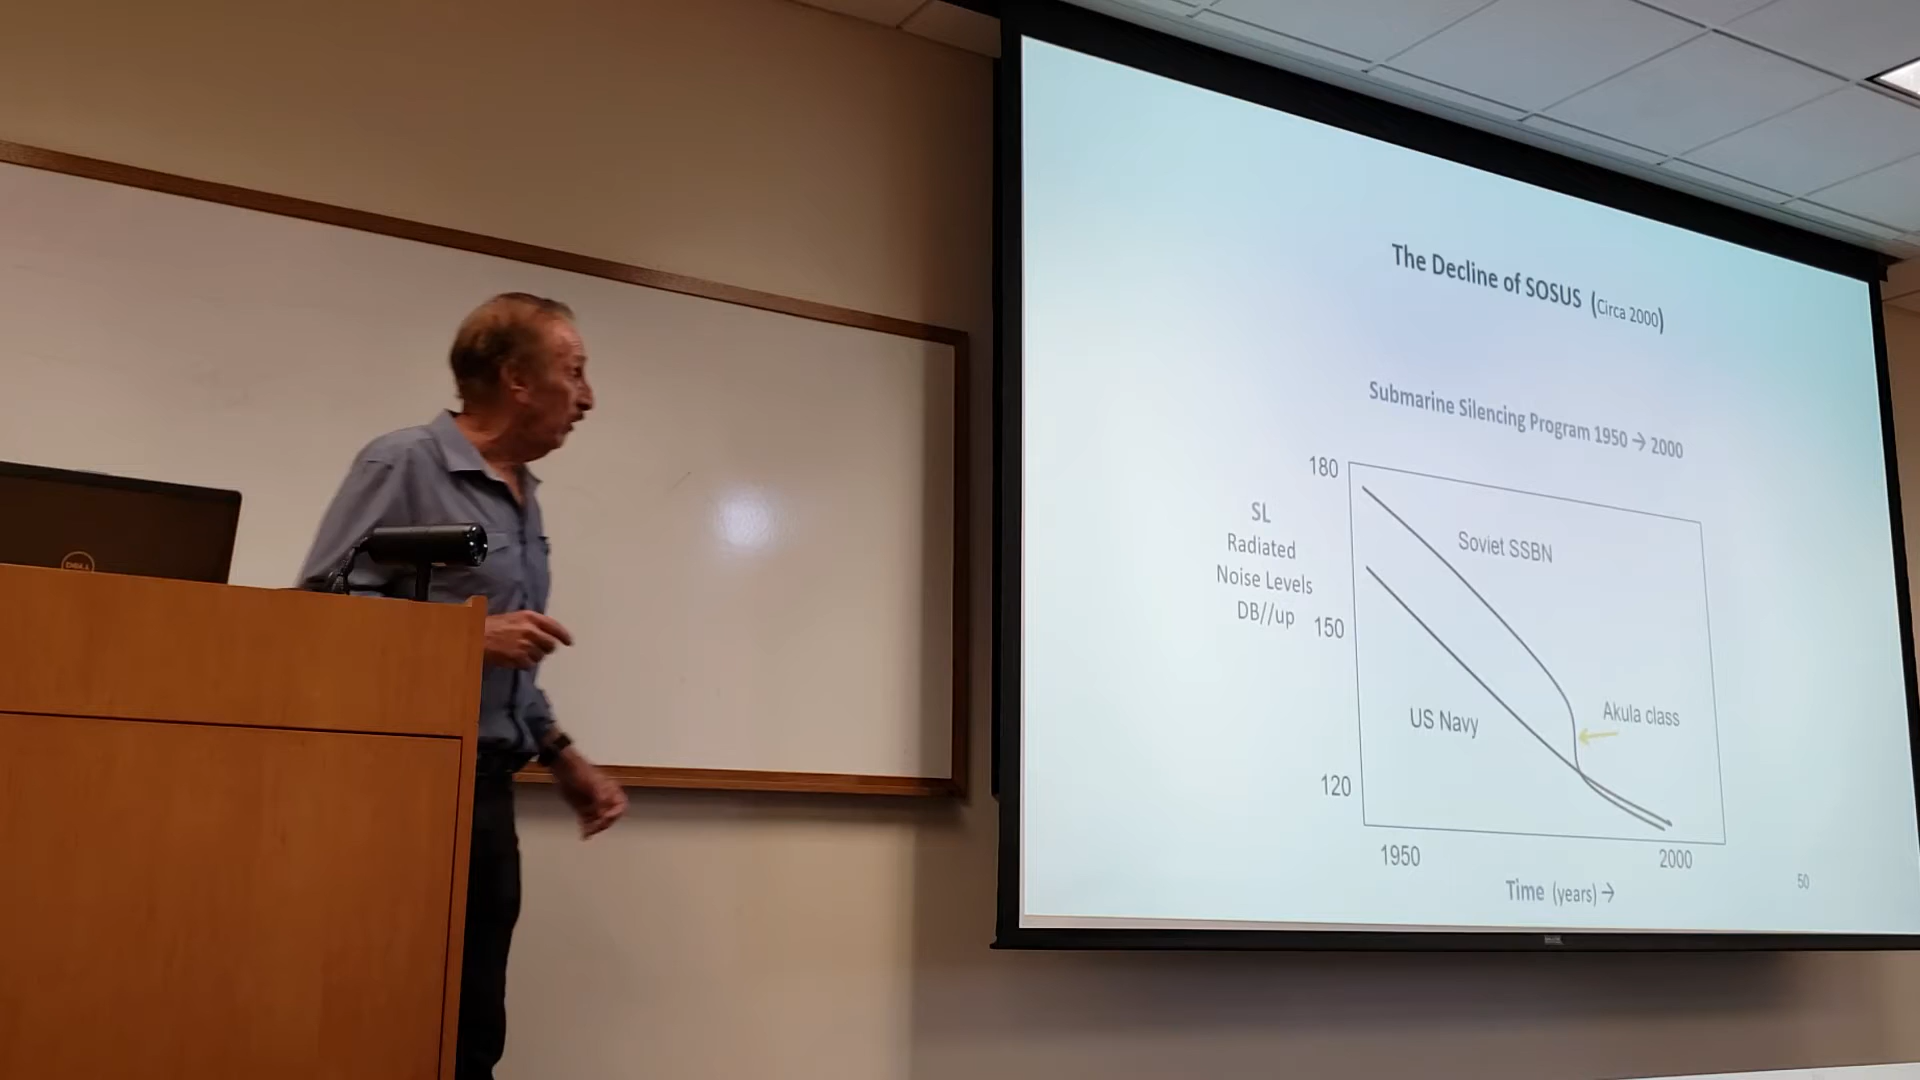 The Decline of SOSUS (Circa 2000)
Submarine Silencing Program 1950 → 2000
180
SL
Radiated
Noise Levels
DB//up
150
120
Soviet SSBN
US Navy
Akula class
1950
2000
Time (years) →
50
DELL